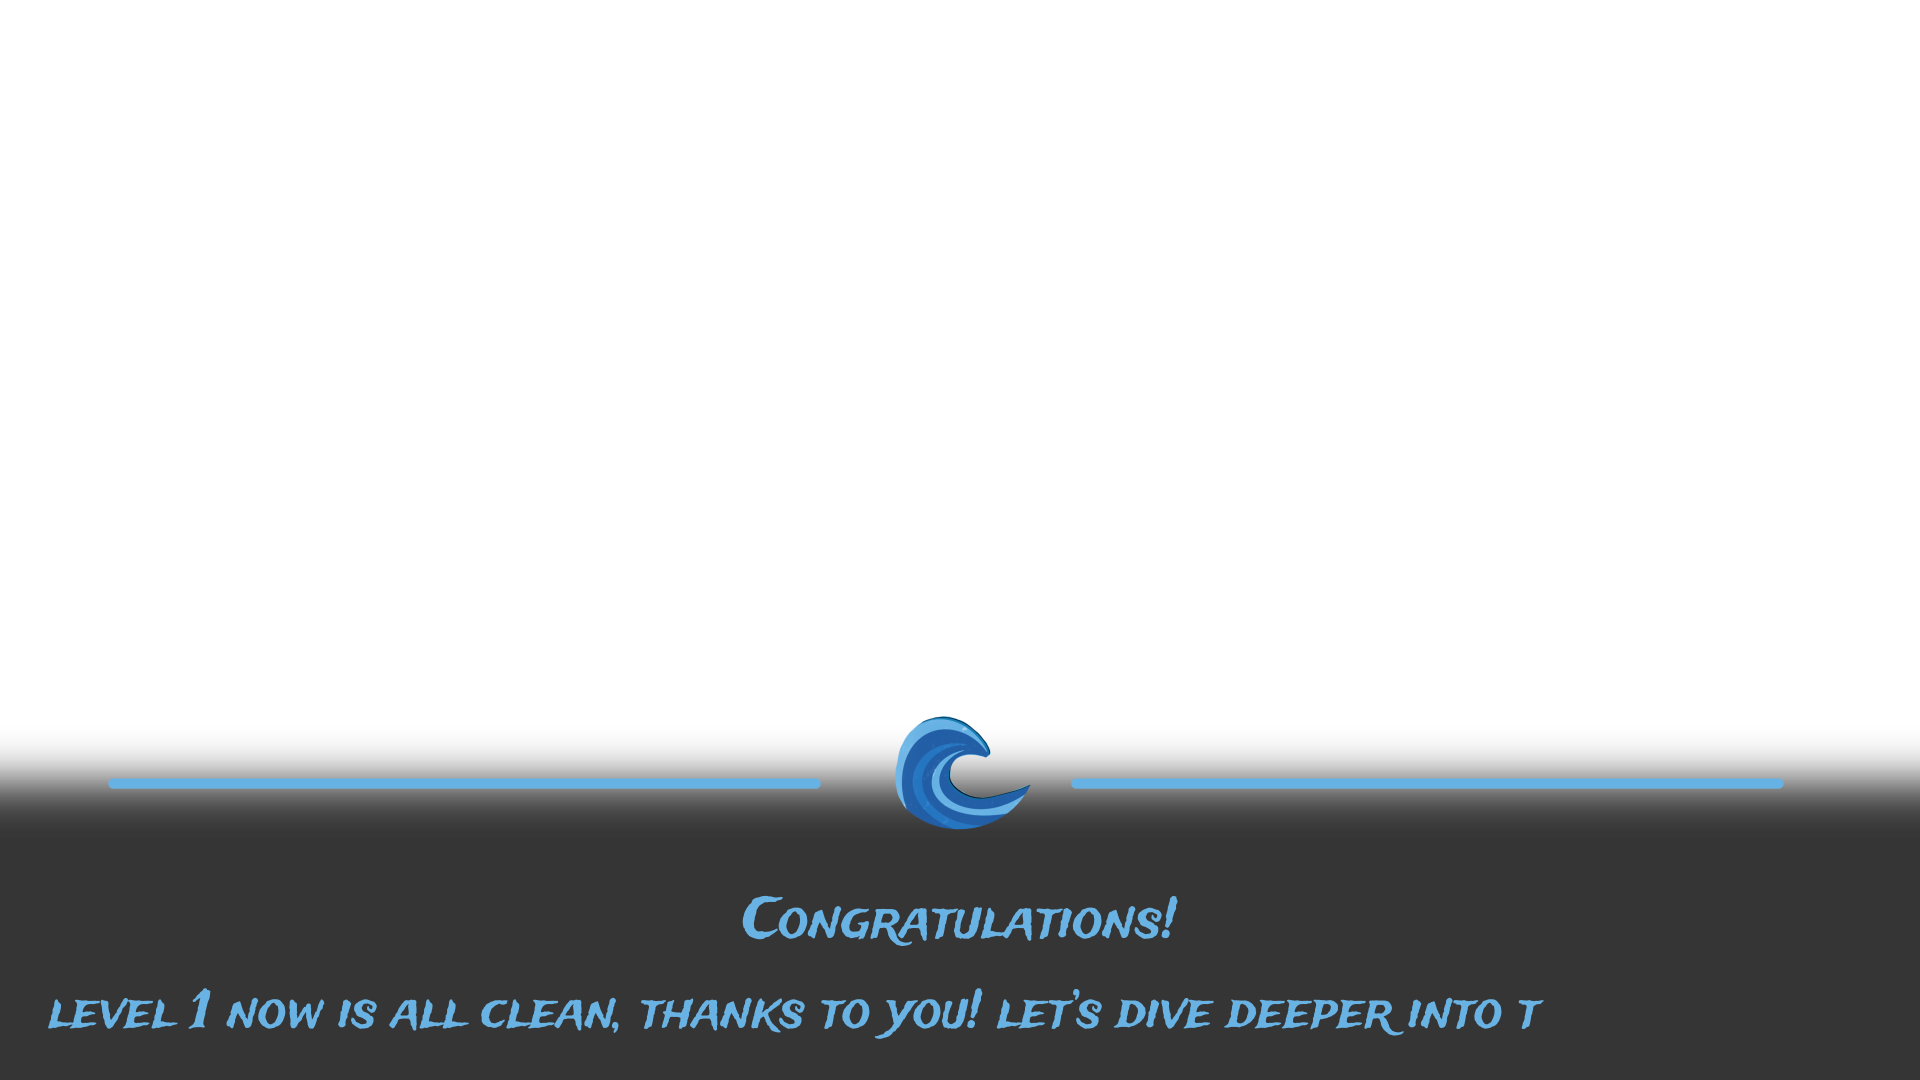 Congratulations!
level 1 now is all clean, thanks to you! let's dive deeper into t